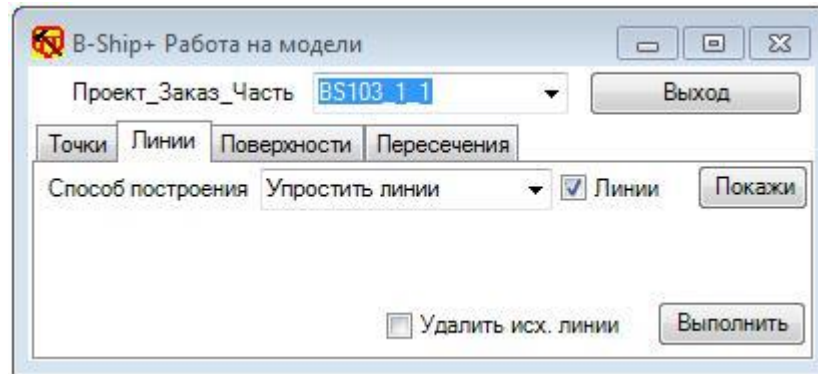 B-Ship+ Работа на модели
Проект_Заказ_Часть BS103_1_1 Выход
Точки Линии Поверхности Пересечения
Способ построения Упростить линии Линии Покажи
Удалить исх. линии Выполнить